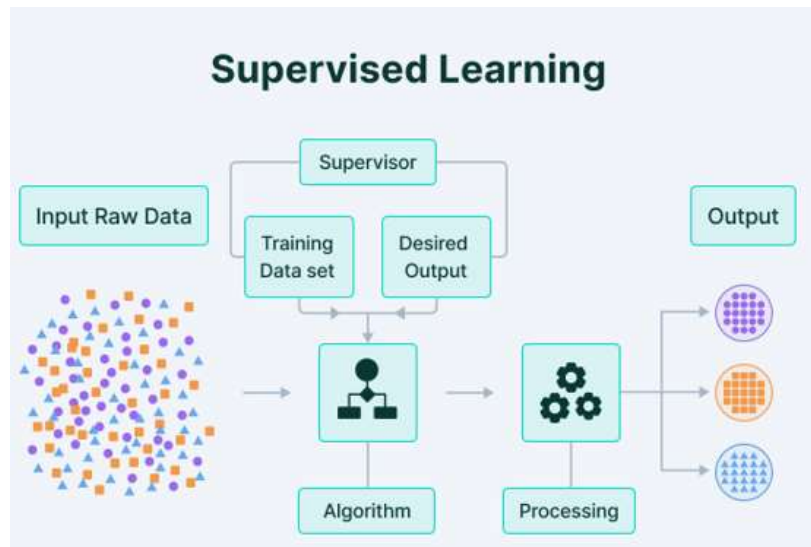 Supervised Learning
Supervisor
Input Raw Data
Training
Data set
Desired
Output
Output
Algorithm
Processing